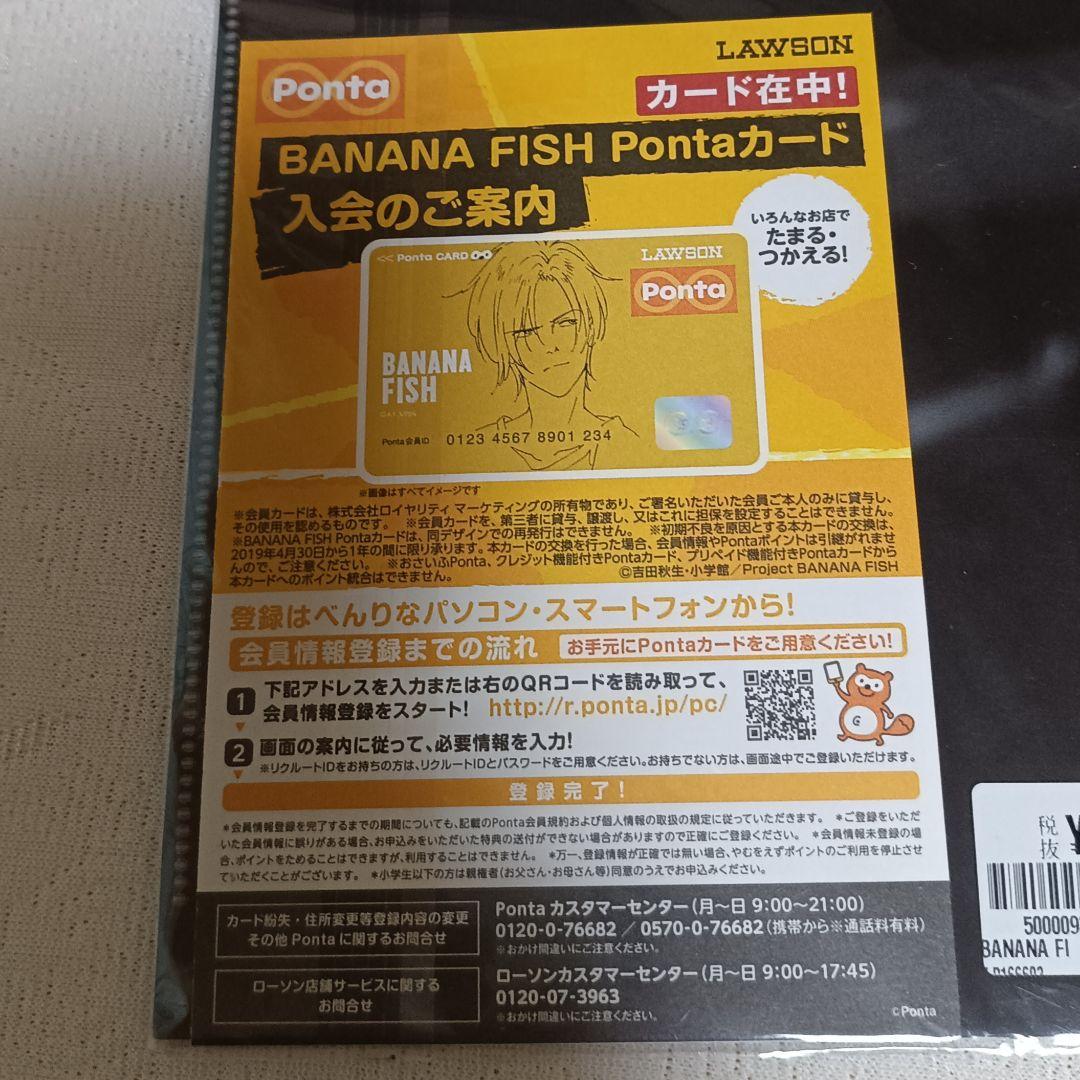 Ponta
LAWSON
カード在中!
BANANA FISH Pontaカード
入会のご案内
いろんなお店で
たまる・
つかえる!
<< Ponta CARD
LAWSON
Ponta
BANANA
FISH
Ponta会員ID 0123 4567 8901 234
※画像はすべてイメージです
※会員カードは、株式会社ロイヤリティ マーケティングの所有物であり、ご署名いただいた会員ご本人のみに貸与し、
その使用を認めるものです。 ※会員カードを、第三者に貸与、譲渡し、又はこれに担保を設定することはできません。
※BANANA FISH Pontaカードは、同デザインでの再発行はできません。 ※初期不良を原因とする本カードの交換は、
2019年4月30日から1年の間に限り承ります。本カードの交換を行った場合、会員情報やPontaポイントは引継がれませ
んので、ご注意ください。 ※おさいふPonta、クレジット機能付きPontaカード、プリペイド機能付きPontaカードから
本カードへのポイント統合はできません。
©吉田秋生・小学館/Project BANANA FISH
登録はべんりなパソコン・スマートフォンから!
会員情報登録までの流れ お手元にPontaカードをご用意ください!
1 下記アドレスを入力または右のQRコードを読み取って、
会員情報登録をスタート! http://r.ponta.jp/pc/
2 画面の案内に従って、必要情報を入力!
※リクルートIDをお持ちの方は、リクルートIDとパスワードをご用意ください。お持ちでない方は、画面途中でご登録いただけます。
登録完了!
*会員情報登録を完了するまでの期間についても、記載のPonta会員規約および個人情報の取扱の規定に従っていただきます。 *ご登録をいただ
いた会員情報に誤りがある場合、お申込みをいただいた特典の送付ができない場合がありますので正確にご登録ください。 *会員情報未登録の場
合、ポイントをためることはできますが、利用することはできません。 *万一、登録情報が正確では無い場合、やむをえずポイントのご利用を停止させ
ていただくことがございます。 *小学生以下の方は親権者(お父さん・お母さん等)同意のうえでお申込みください。
カード紛失・住所変更等登録内容の変更
その他 Ponta に関するお問合せ
Ponta カスタマーセンター(月〜日 9:00〜21:00)
0120-0-76682 / 0570-0-76682(携帯から※通話料有料)
※おかけ間違いにご注意ください。
ローソン店舗サービスに関する
お問合せ
ローソンカスタマーセンター(月〜日 9:00〜17:45)
0120-07-3963
※おかけ間違いにご注意ください。
©Ponta
税抜
¥
500009
BANANA FI